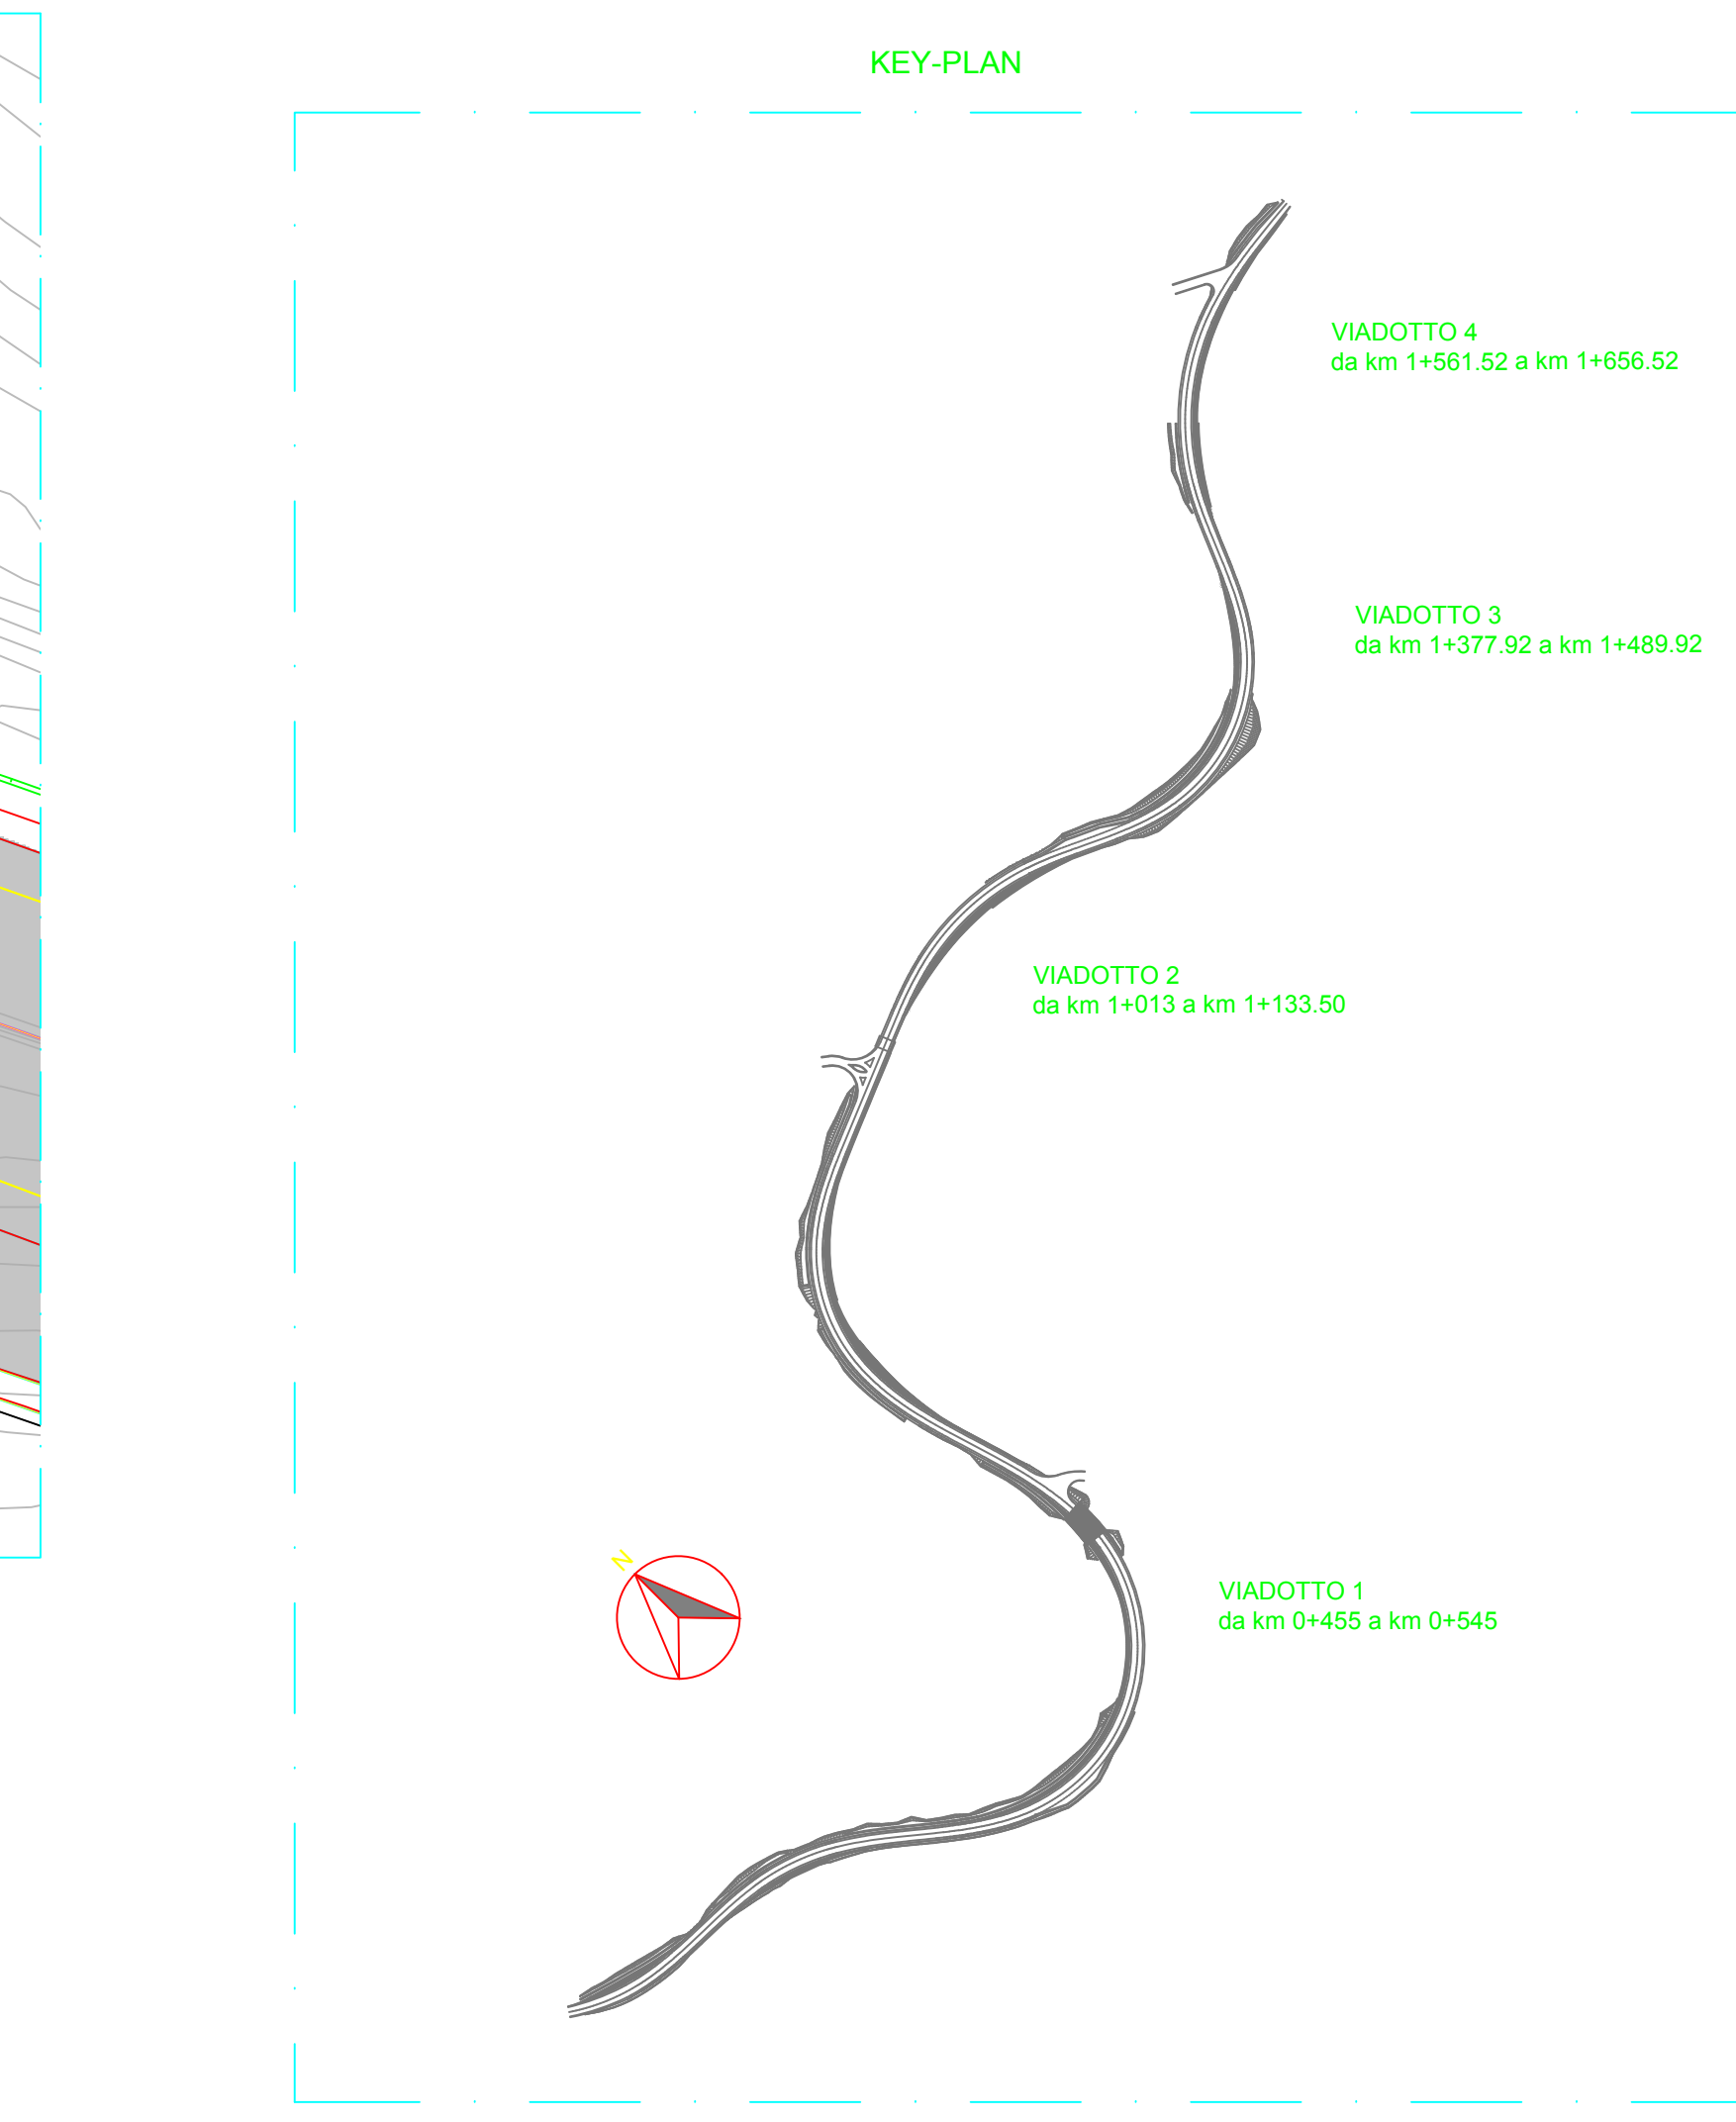 KEY-PLAN
VIADOTTO 4
da km 1+561.52 a km 1+656.52
VIADOTTO 3
da km 1+377.92 a km 1+489.92
VIADOTTO 2
da km 1+013 a km 1+133.50
N
VIADOTTO 1
da km 0+455 a km 0+545